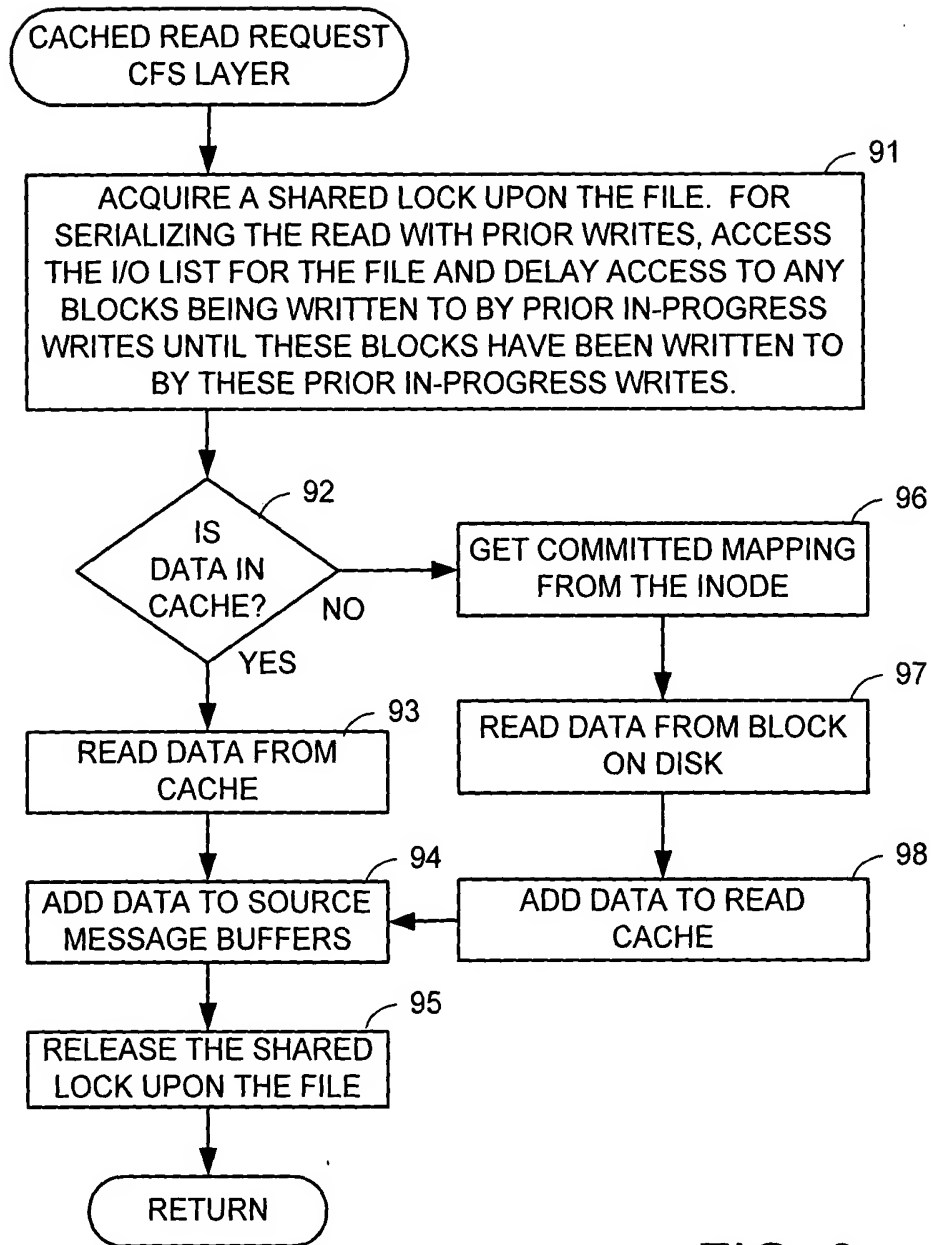 CACHED READ REQUEST
CFS LAYER
91
ACQUIRE A SHARED LOCK UPON THE FILE. FOR
SERIALIZING THE READ WITH PRIOR WRITES, ACCESS
THE I/O LIST FOR THE FILE AND DELAY ACCESS TO ANY
BLOCKS BEING WRITTEN TO BY PRIOR IN-PROGRESS
WRITES UNTIL THESE BLOCKS HAVE BEEN WRITTEN TO
BY THESE PRIOR IN-PROGRESS WRITES.
92
IS
DATA IN
CACHE?
NO
YES
96
GET COMMITTED MAPPING
FROM THE INODE
93
READ DATA FROM
CACHE
97
READ DATA FROM BLOCK
ON DISK
94
ADD DATA TO SOURCE
MESSAGE BUFFERS
98
ADD DATA TO READ
CACHE
95
RELEASE THE SHARED
LOCK UPON THE FILE
RETURN